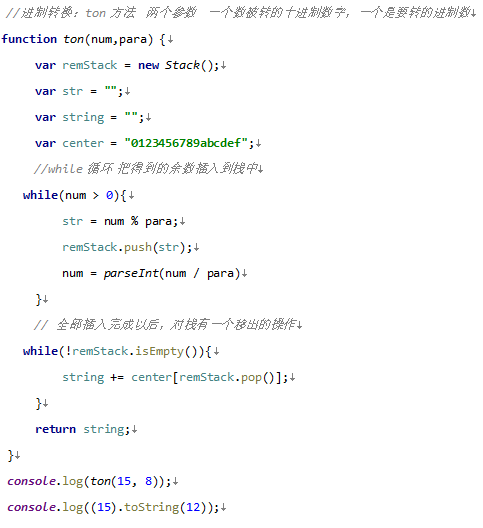 //进制转换：ton 方法 两个参数 一个数被转的十进制数字，一个是要转的进制数↓
function ton(num,para) {↓
var remStack = new Stack();↓
var str = "";↓
var string = "";↓
var center = "0123456789abcdef";↓
//while 循环 把得到的余数插入到栈中↓
while(num > 0){↓
str = num % para;↓
remStack.push(str);↓
num = parseInt(num / para)↓
}↓
// 全部插入完成以后，对栈有一个移出的操作↓
while(!remStack.isEmpty()){↓
string += center[remStack.pop()];↓
}↓
return string;↓
}↓
console.log(ton(15, 8));↓
console.log((15).toString(12));↓